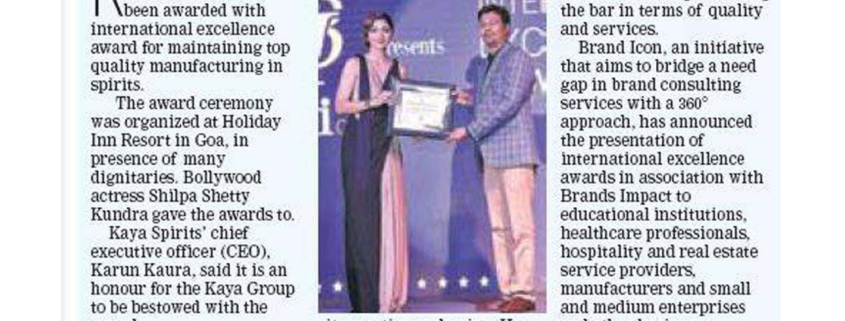 been awarded with
international excellence
award for maintaining top
quality manufacturing in
spirits.
The award ceremony
was organized at Holiday
Inn Resort in Goa, in
presence of many
dignitaries. Bollywood
actress Shilpa Shetty
Kundra gave the awards to.
Kaya Spirits' chief
executive officer (CEO),
Karun Kaura, said it is an
honour for the Kaya Group
to be bestowed with the
resents
the bar in terms of quality
and services.
Brand Icon, an initiative
that aims to bridge a need
gap in brand consulting
services with a 360°
approach, has announced
the presentation of
international excellence
awards in association with
Brands Impact to
educational institutions,
healthcare professionals,
hospitality and real estate
service providers,
manufacturers and small
and medium enterprises